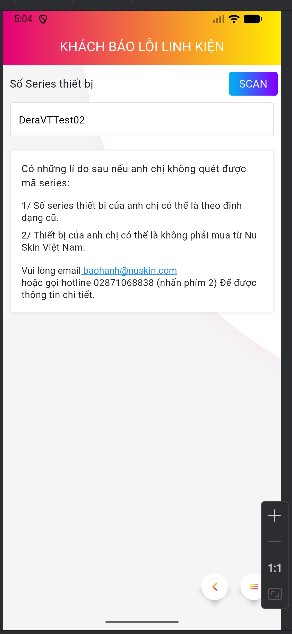 5:04
KHÁCH BÁO LỖI LINH KIỆN
Số Series thiết bị
SCAN
DeraVTTest02
Có những lí do sau nếu anh chị không quét được
mã series:
1/ Số series thiết bị của anh chị có thể là theo định
dạng cũ.
2/ Thiết bị của anh chị có thể là không phải mua từ Nu
Skin Việt Nam.
Vui lòng email baohanh@nuskin.com
hoặc gọi hotline 02871068838 (nhấn phím 2) Để được
thông tin chi tiết.
1:1